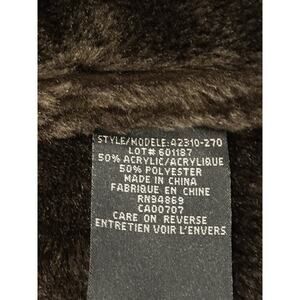 STYLE/MODELE: 42310-270
LOT# 601187
50% ACRYLIC/ACRYLIQUE
50% POLYESTER
MADE IN CHINA
FABRIQUE EN CHINE
RN94869
CA00707
CARE ON REVERSE
ENTRETIEN VOIR L'ENVERS